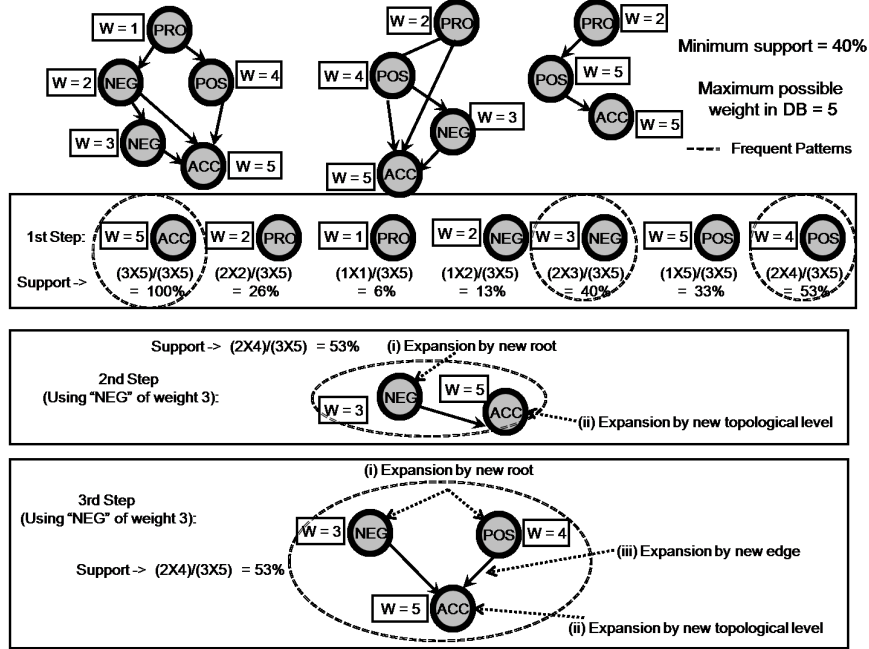 W = 1
PRO
W = 2
NEG
POS
W = 4
W = 3
NEG
ACC
W = 5
W = 2
PRO
W = 4
POS
W = 3
NEG
W = 5
ACC
PRO
W = 2
POS
W = 5
ACC
W = 5
Minimum support = 40%
Maximum possible
weight in DB = 5
Frequent Patterns
1st Step:
W = 5 ACC W = 2 PRO W = 1 PRO W = 2 NEG W = 3 NEG W = 5 POS W = 4 POS
Support -> (3X5)/(3X5) (2X2)/(3X5) (1X1)/(3X5) (1X2)/(3X5) (2X3)/(3X5) (1X5)/(3X5) (2X4)/(3X5)
= 100% = 26% = 6% = 13% = 40% = 33% = 53%
Support -> (2X4)/(3X5) = 53%
(i) Expansion by new root
2nd Step
(Using "NEG" of weight 3):
W = 3
NEG
W = 5
ACC
(ii) Expansion by new topological level
(i) Expansion by new root
3rd Step
(Using "NEG" of weight 3):
W = 3
NEG
POS
W = 4
(iii) Expansion by new edge
Support -> (2X4)/(3X5) = 53%
W = 5
ACC
(ii) Expansion by new topological level